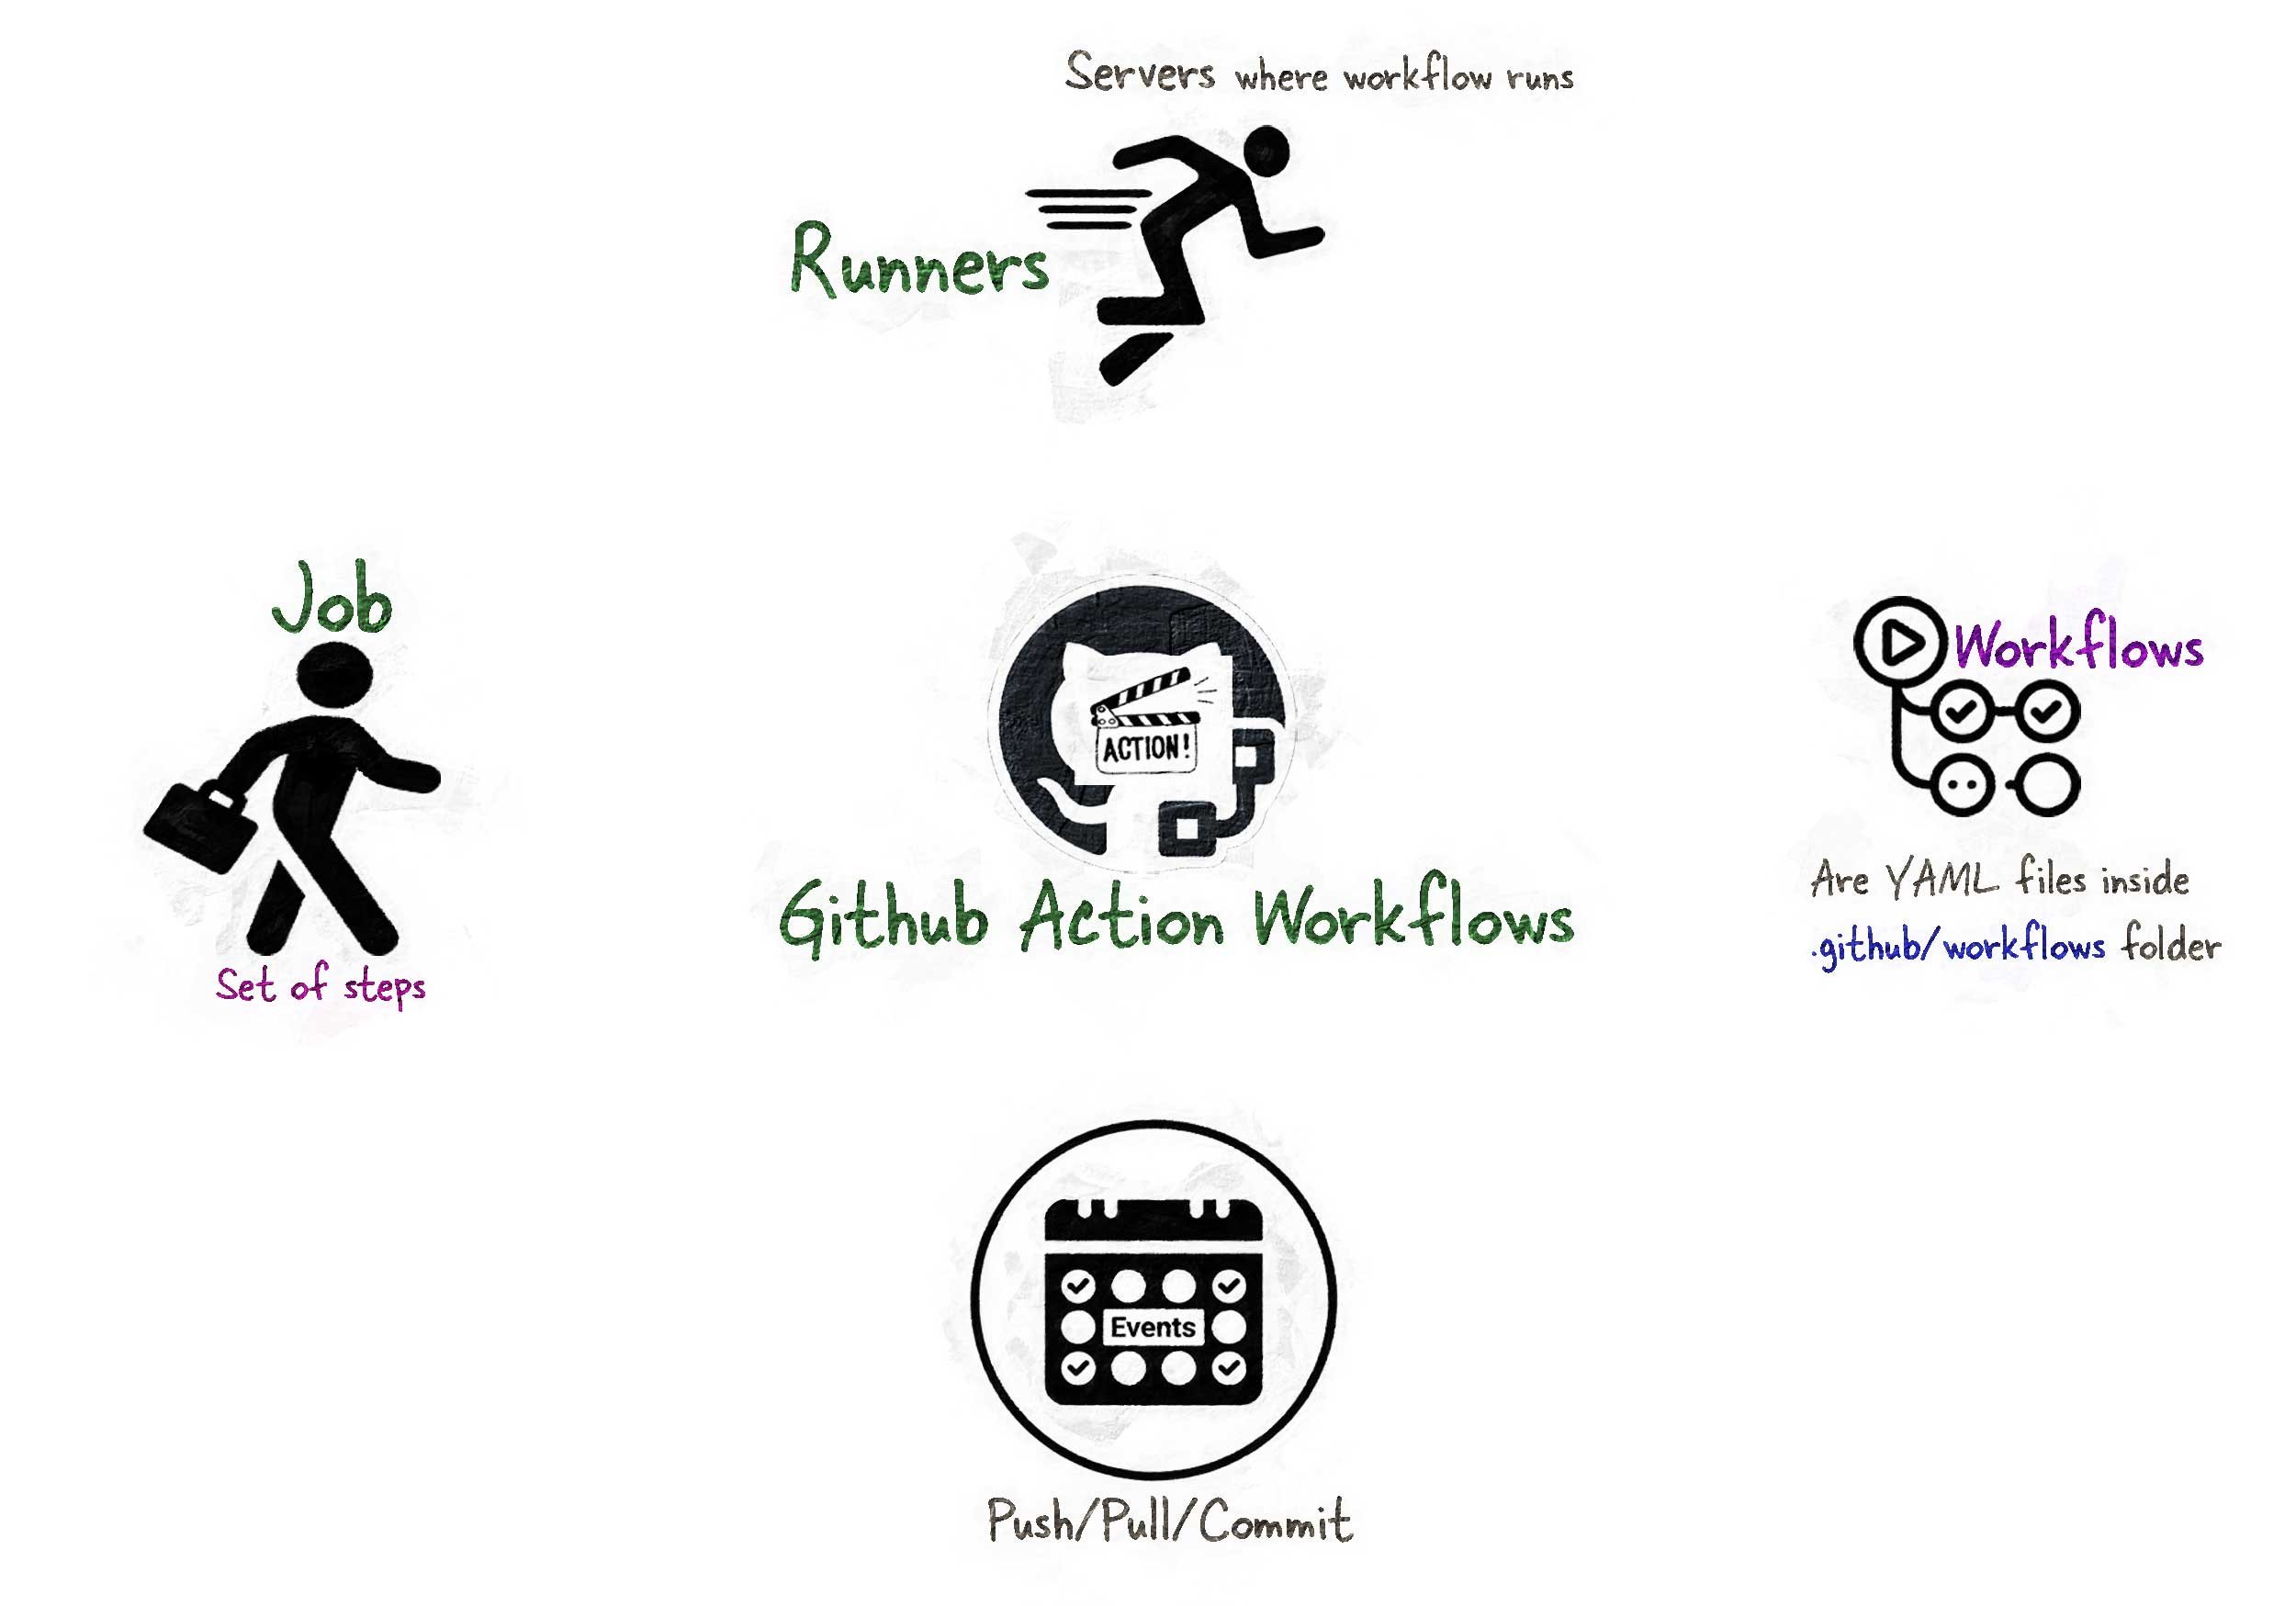 Servers where workflow runs
Runners
Job
Set of steps
ACTION!
Github Action Workflows
Workflows
Are YAML files inside
.github/workflows folder
Events
Push/Pull/Commit